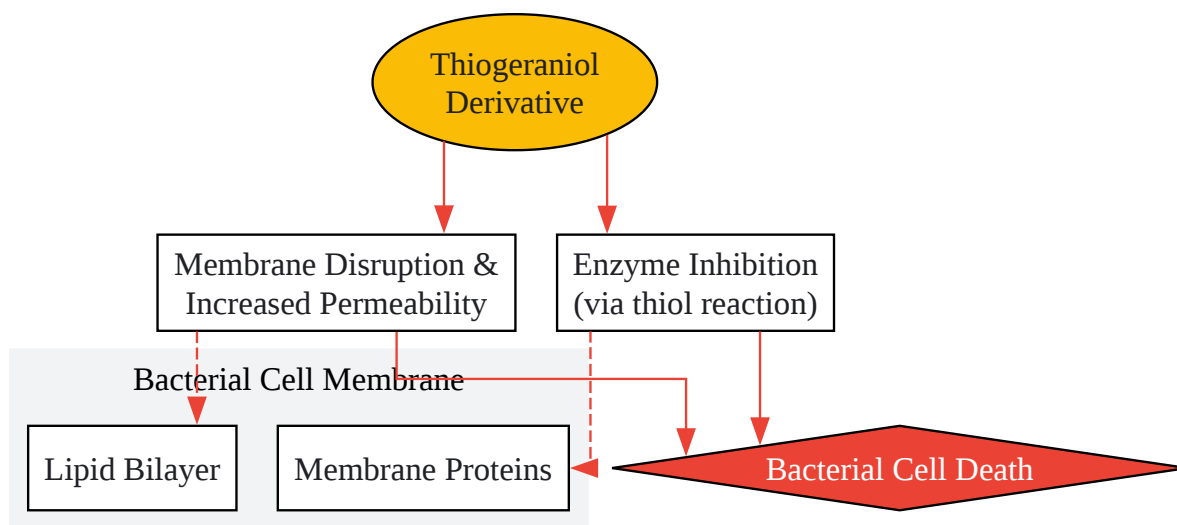 Thiogeraniol
Derivative
Membrane Disruption &
Increased Permeability
Enzyme Inhibition
(via thiol reaction)
Bacterial Cell Membrane
Lipid Bilayer
Membrane Proteins
Bacterial Cell Death